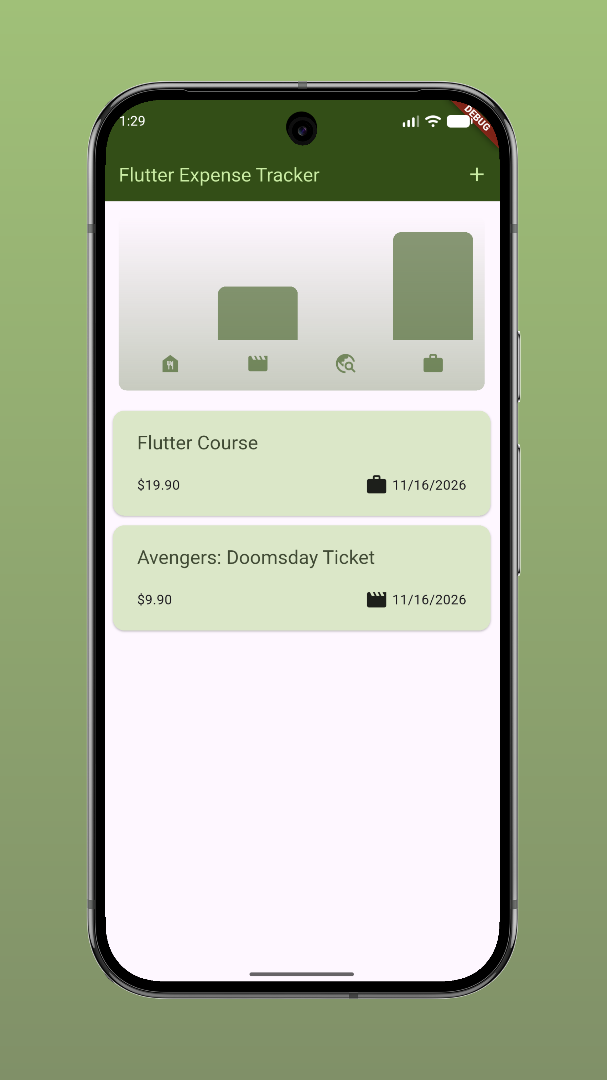 1:29
DEBUG
Flutter Expense Tracker
Flutter Course
$19.90
11/16/2026
Avengers: Doomsday Ticket
$9.90
11/16/2026